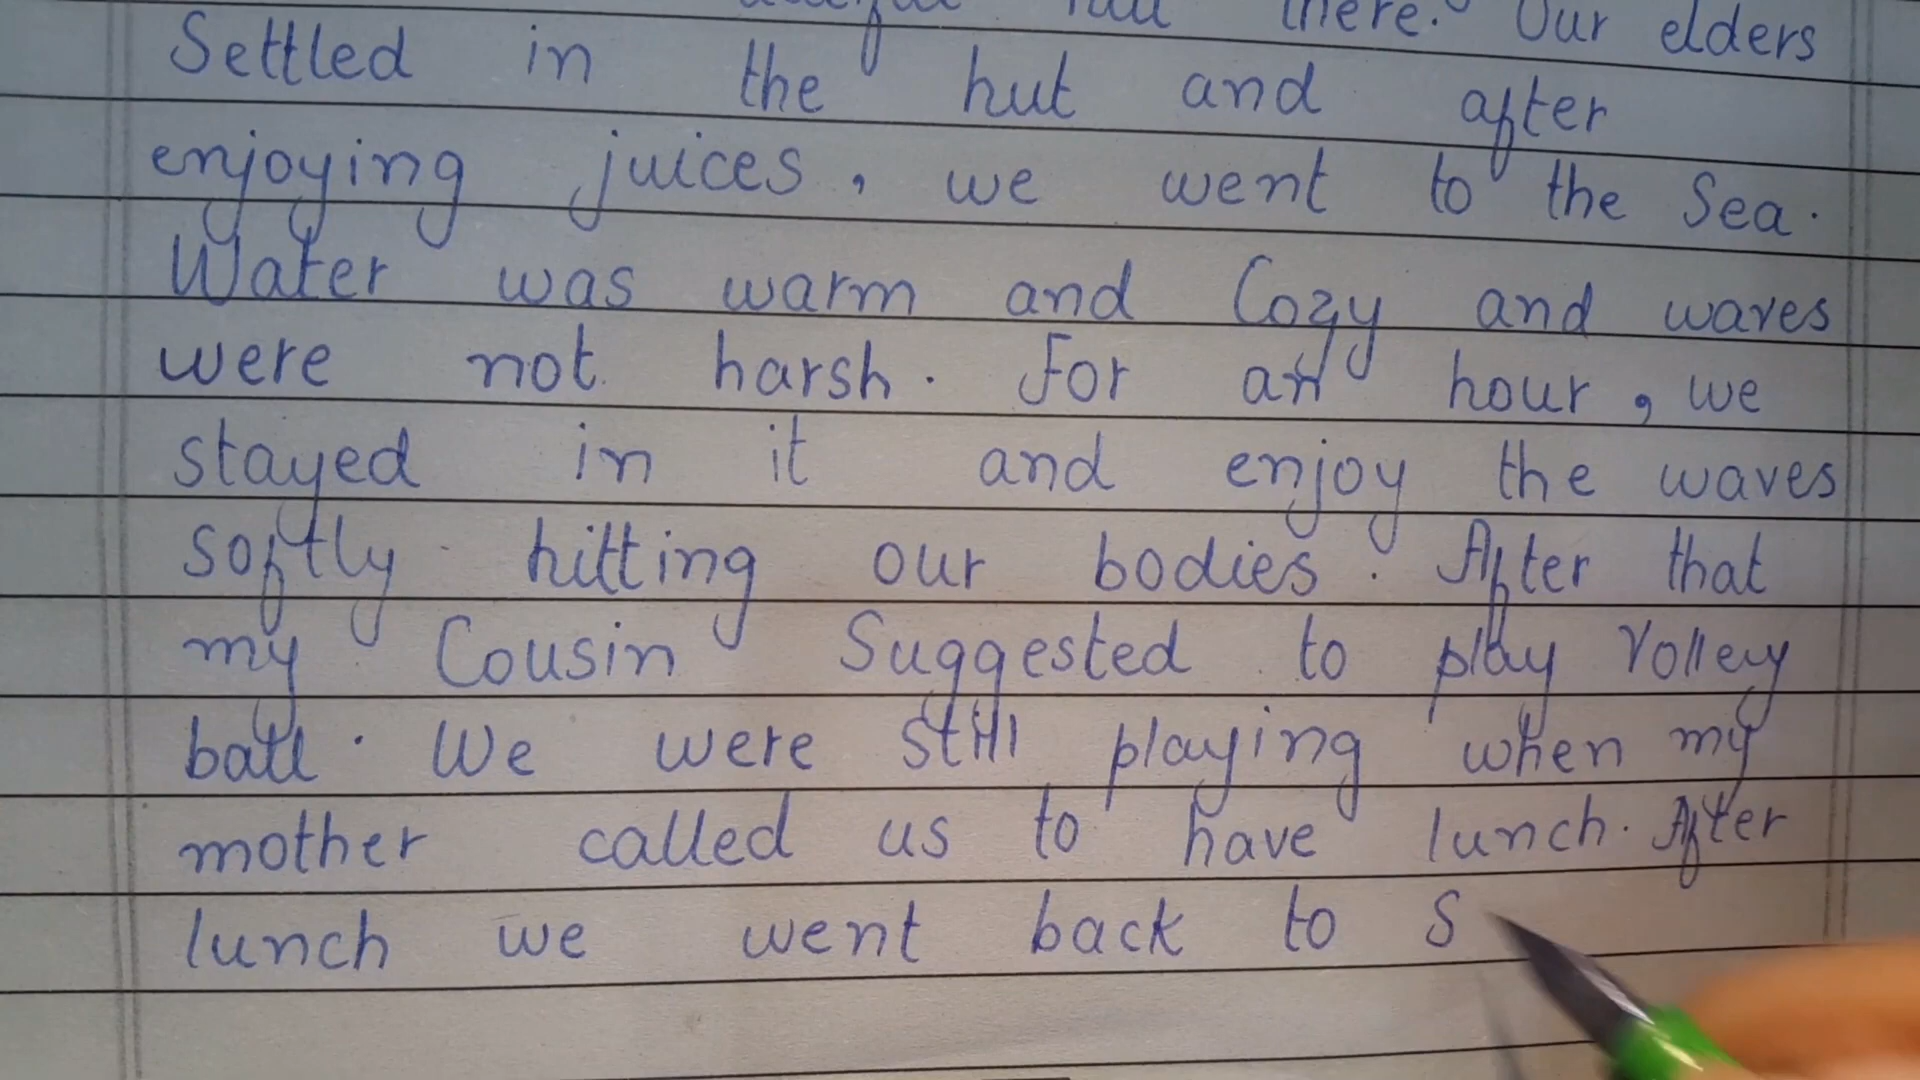 there. Our elders
Settled in the hut and after
enjoying juices, we went to the Sea.
Water was warm and Cozy and waves
were not harsh. For an hour, we
stayed in it and enjoy the waves
softly hitting our bodies. After that
my Cousin Suggested to play Volley
ball. We were still playing when my
mother called us to have lunch. After
lunch we went back to S